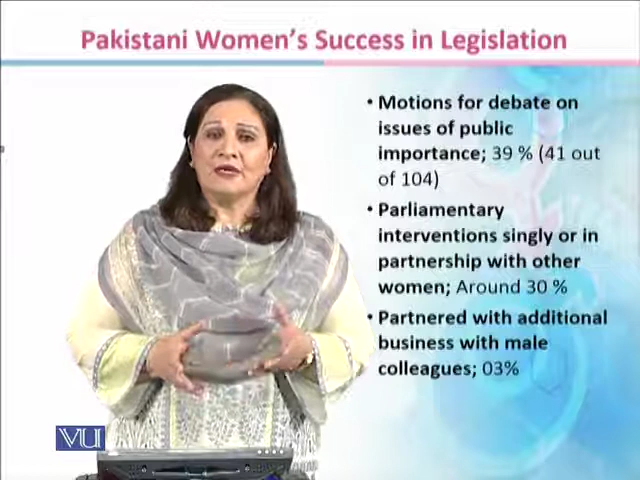 Pakistani Women's Success in Legislation
• Motions for debate on
issues of public
importance; 39 % (41 out
of 104)
• Parliamentary
interventions singly or in
partnership with other
women; Around 30 %
• Partnered with additional
business with male
colleagues; 03%
VU